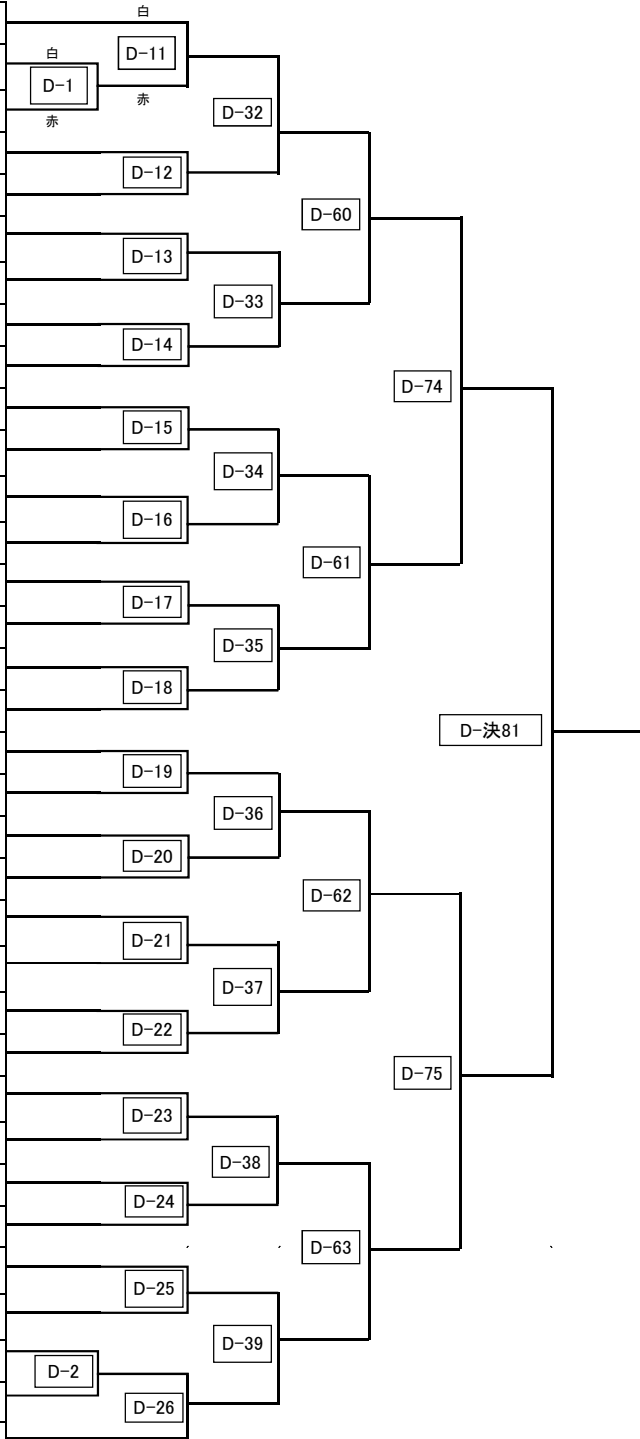 白
D-11
白
D-1
赤
赤
D-32
D-12
D-60
D-13
D-33
D-14
D-74
D-15
D-34
D-16
D-61
D-17
D-35
D-18
D-決81
D-19
D-36
D-20
D-62
D-21
D-37
D-22
D-75
D-23
D-38
D-24
D-63
D-25
D-39
D-2
D-26